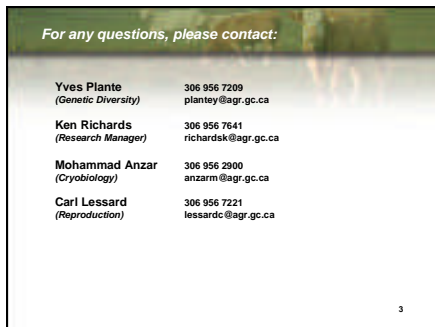 For any questions, please contact:
Yves Plante 306 956 7209
(Genetic Diversity) plantey@agr.gc.ca
Ken Richards 306 956 7641
(Research Manager) richardsk@agr.gc.ca
Mohammad Anzar 306 956 2900
(Cryobiology) anzarm@agr.gc.ca
Carl Lessard 306 956 7221
(Reproduction) lessardc@agr.gc.ca
3